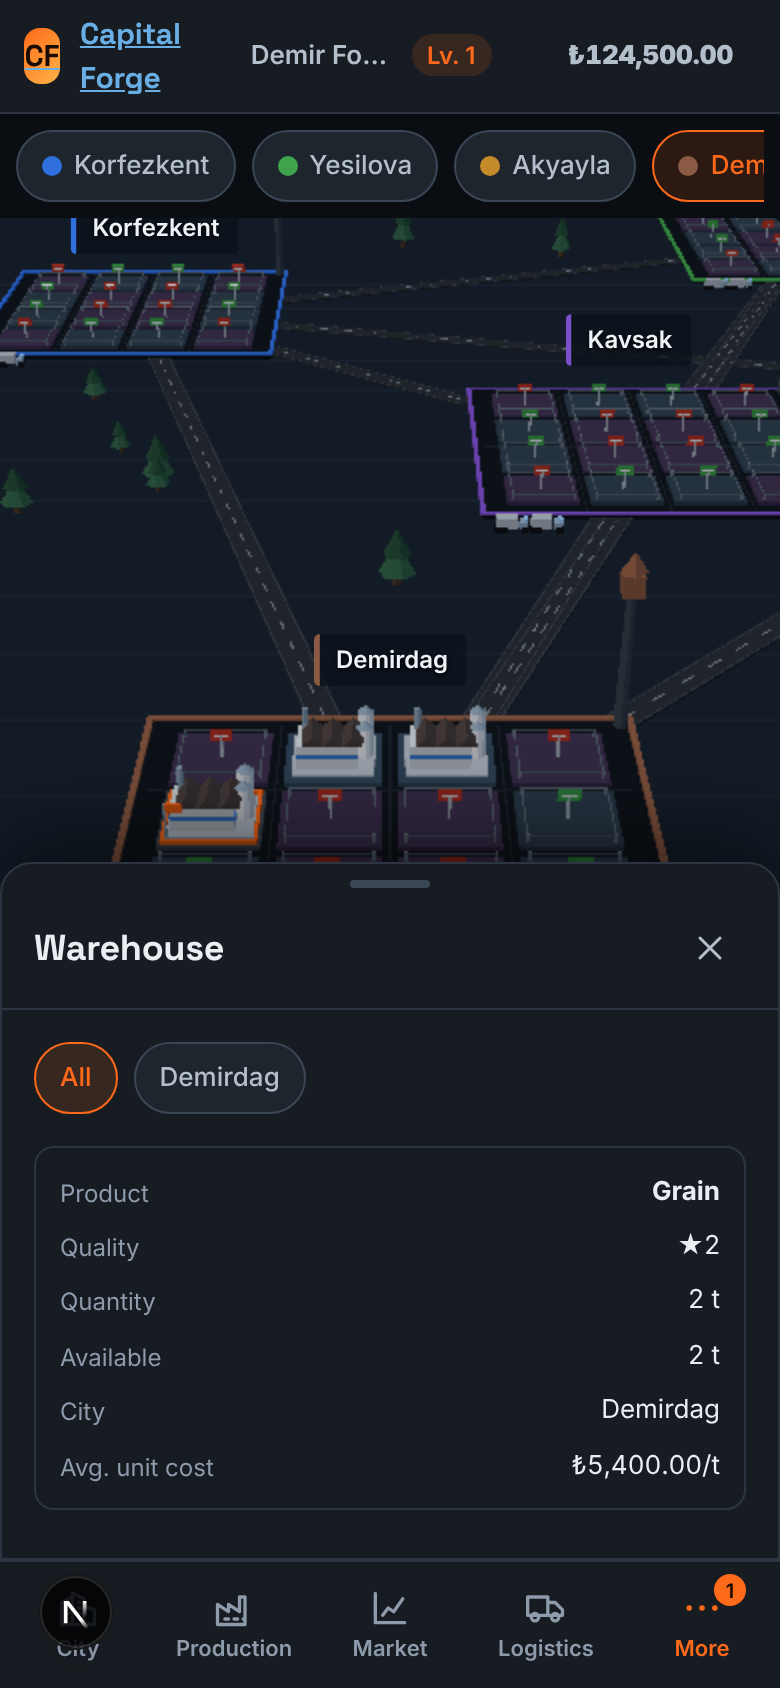 CF
Capital
Forge
Demir Fo...
Lv. 1
₺124,500.00
Korfezkent
Yesilova
Akyayla
Dem
Korfezkent
Kavsak
Demirdag
Warehouse
All
Demirdag
Product
Grain
Quality
★2
Quantity
2 t
Available
2 t
City
Demirdag
Avg. unit cost
₺5,400.00/t
N
1
City
Production
Market
Logistics
More